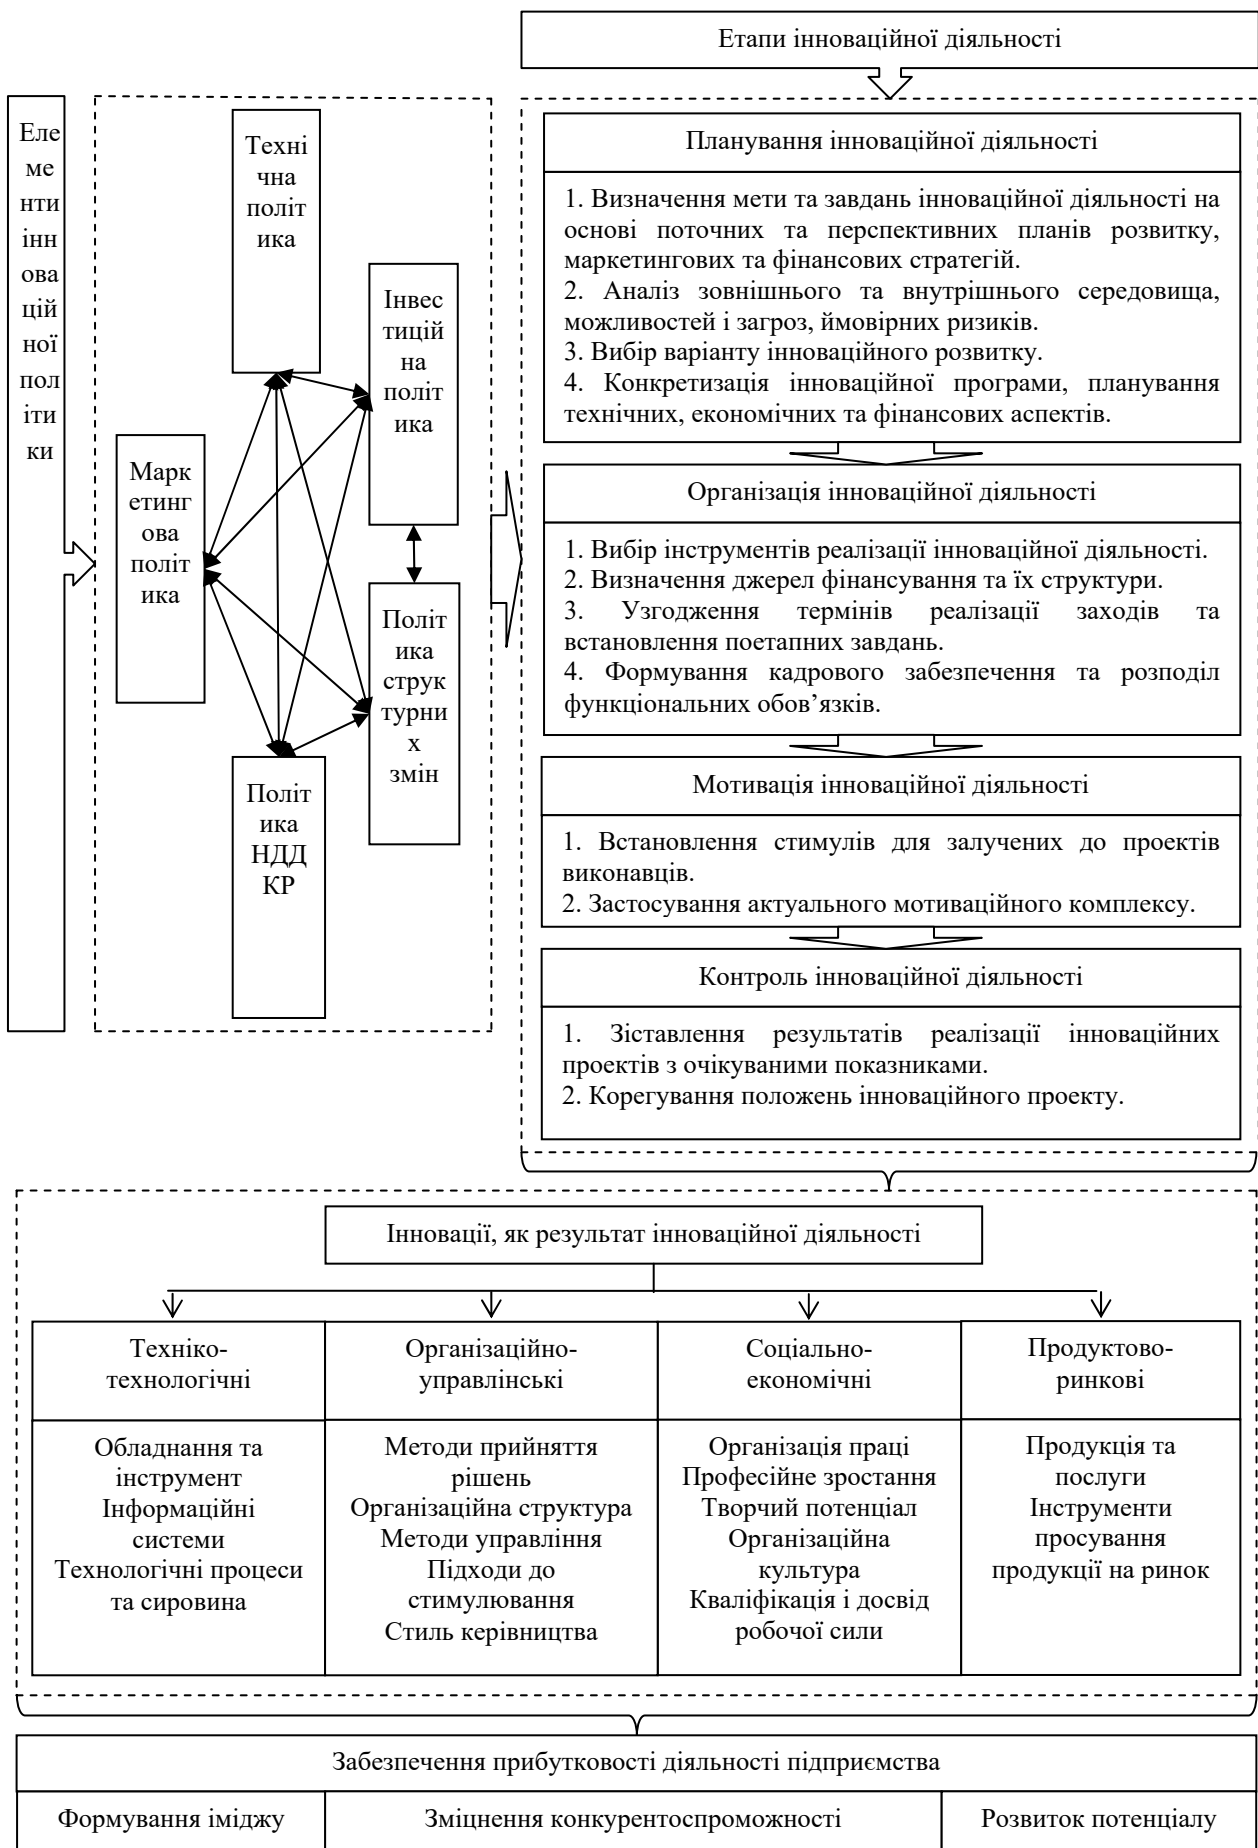 Етапи інноваційної діяльності
Еле
ме
нти
інн
ова
цій
ної
пол
іти
ки
Техні
чна
політ
ика
Інвес
тицій
на
політ
ика
Марк
етинг
ова
політ
ика
Політ
ика
струк
турни
х
змін
Політ
ика
НДД
КР
Планування інноваційної діяльності
1. Визначення мети та завдань інноваційної діяльності на
основі поточних та перспективних планів розвитку,
маркетингових та фінансових стратегій.
2. Аналіз зовнішнього та внутрішнього середовища,
можливостей і загроз, ймовірних ризиків.
3. Вибір варіанту інноваційного розвитку.
4. Конкретизація інноваційної програми, планування
технічних, економічних та фінансових аспектів.
Організація інноваційної діяльності
1. Вибір інструментів реалізації інноваційної діяльності.
2. Визначення джерел фінансування та їх структури.
3. Узгодження термінів реалізації заходів та
встановлення поетапних завдань.
4. Формування кадрового забезпечення та розподіл
функціональних обов’язків.
Мотивація інноваційної діяльності
1. Встановлення стимулів для залучених до проектів
виконавців.
2. Застосування актуального мотиваційного комплексу.
Контроль інноваційної діяльності
1. Зіставлення результатів реалізації інноваційних
проектів з очікуваними показниками.
2. Корегування положень інноваційного проекту.
Інновації, як результат інноваційної діяльності
Техніко-
технологічні
Обладнання та
інструмент
Інформаційні
системи
Технологічні процеси
та сировина
Організаційно-
управлінські
Методи прийняття
рішень
Організаційна структура
Методи управління
Підходи до
стимулювання
Стиль керівництва
Соціально-
економічні
Організація праці
Професійне зростання
Творчий потенціал
Організаційна
культура
Кваліфікація і досвід
робочої сили
Продуктово-
ринкові
Продукція та
послуги
Інструменти
просування
продукції на ринок
Забезпечення прибутковості діяльності підприємства
Формування іміджу
Зміцнення конкурентоспроможності
Розвиток потенціалу